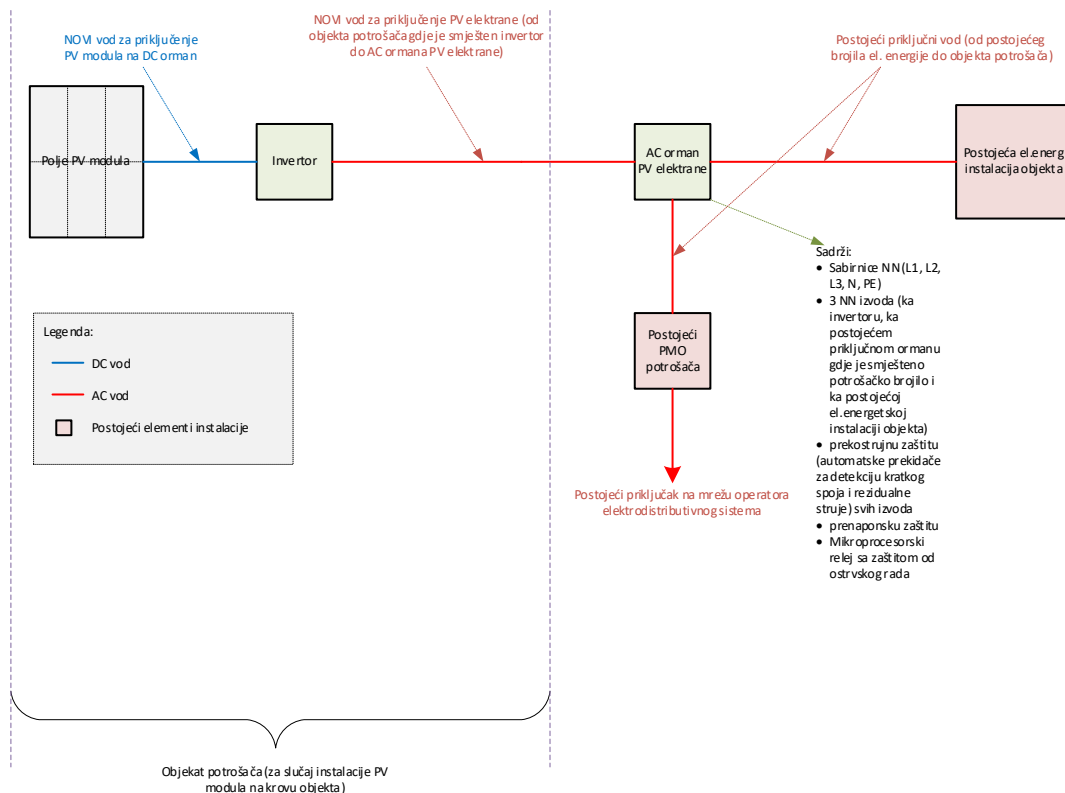 NOVI vod za priključenje
PV modula na DC orman
NOVI vod za priključenje PV elektrane (od
objekta potrošača gdje je smješten invertor
do AC ormana PV elektrane)
Postojeći priključni vod (od postojećeg
brojila el. energije do objekta potrošača)
Polje PV modula
Invertor
AC orman
PV elektrane
Postojeća el.energ
instalacija objekta
Sadrži:
• Sabirnice NN (L1, L2,
L3, N, PE)
• 3 NN izvoda (ka
invertoru, ka
postojećem
priključnom ormanu
gdje je smješteno
potrošačko brojilo i
ka postojećoj
el.energetskoj
instalaciji objekta)
• prekostrujnu zaštitu
(automatske prekidače
za detekciju kratkog
spoja i rezidualne
struje) svih izvoda
• prenaponsku zaštitu
• Mikroprocesorski
relej sa zaštitom od
ostrvskog rada
Legenda:
DC vod
AC vod
Postojeći elementi instalacije
Postojeći
PMO
potrošača
Postojeći priključak na mrežu operatora
elektrodistributivnog sistema
Objekat potrošača (za slučaj instalacije PV
modula na krovu objekta)